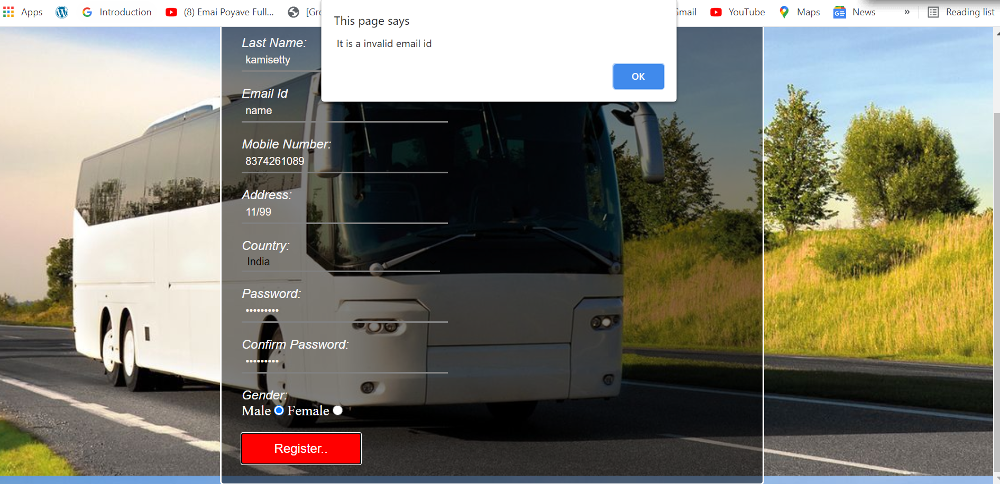 Apps Introduction (8) Emai Poyave Full... [Gre Gmail YouTube Maps News » Reading list
This page says
It is a invalid email id
OK
Last Name:
kamisetty
Email Id
name
Mobile Number:
8374261089
Address:
11/99
Country:
India
Password:
•••••••••
Confirm Password:
•••••••••
Gender:
Male Female
Register..